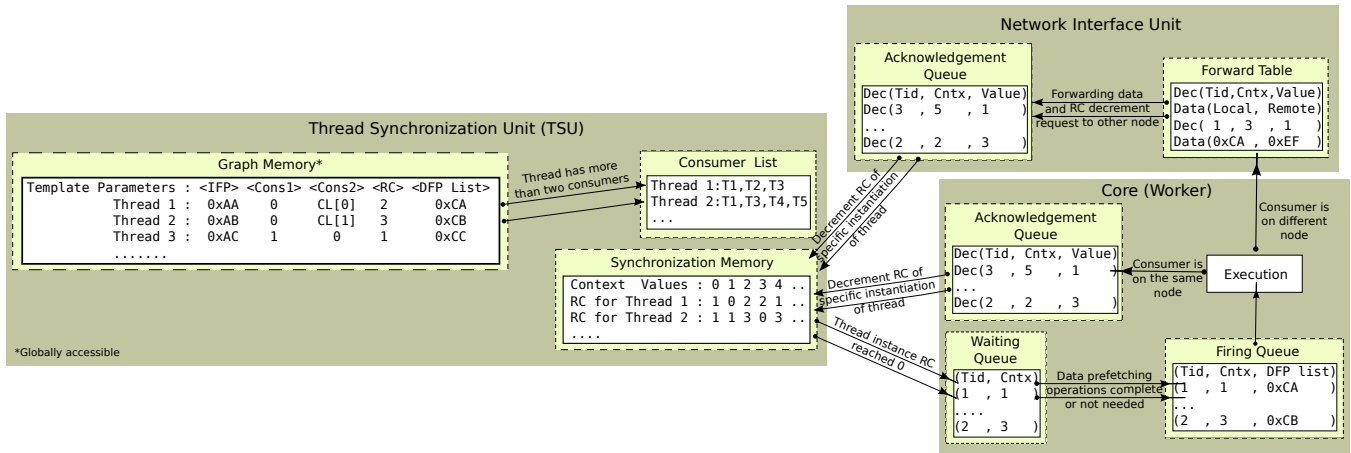 Network Interface Unit
Acknowledgement
Queue
Dec(Tid, Cntx, Value)
Dec(3 , 5 , 1 )
...
Dec(2 , 2 , 3 )
Forwarding data
and RC decrement
request to other node
Forward Table
Dec(Tid,Cntx,Value)
Data(Local, Remote)
Dec( 1 , 3 , 1 )
Data(0xCA , 0xEF )
Thread Synchronization Unit (TSU)
Graph Memory*
Template Parameters : <IFP> <Cons1> <Cons2> <RC> <DFP List>
Thread 1 : 0xAA 0 CL[0] 2 0xCA
Thread 2 : 0xAB 0 CL[1] 3 0xCB
Thread 3 : 0xAC 1 0 1 0xCC
.......
Thread has more
than two consumers
Consumer List
Thread 1:T1,T2,T3
Thread 2:T1,T3,T4,T5
...
Synchronization Memory
Context Values : 0 1 2 3 4 ..
RC for Thread 1 : 1 0 2 2 1 ..
RC for Thread 2 : 1 1 3 0 3 ..
....
*Globally accessible
Decrement RC of
specific instantiation
of thread
Decrement RC of
specific instantiation
of thread
Thread instance RC
reached 0
Core (Worker)
Acknowledgement
Queue
Dec(Tid, Cntx, Value)
Dec(3 , 5 , 1 )
...
Dec(2 , 2 , 3 )
Consumer is
on the same
node
Execution
Consumer is
on different
node
Waiting
Queue
(Tid, Cntx)
(1 , 1 )
....
(2 , 3 )
Data prefetching
operations complete
or not needed
Firing Queue
(Tid, Cntx, DFP list)
(1 , 1 , 0xCA )
...
(2 , 3 , 0xCB )